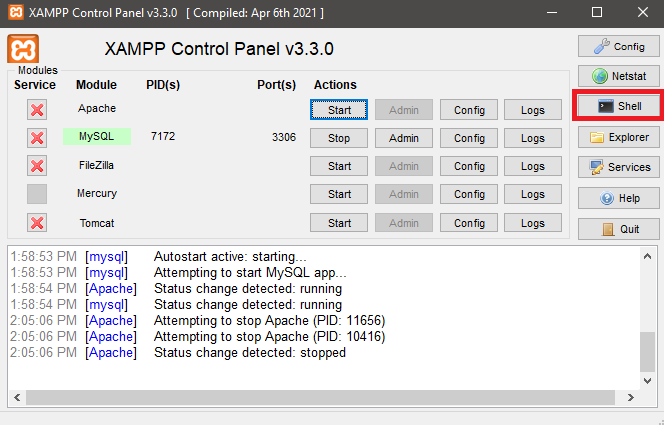 XAMPP Control Panel v3.3.0 [ Compiled: Apr 6th 2021 ]
XAMPP Control Panel v3.3.0
Config
Modules
Service Module PID(s) Port(s) Actions
Netstat
Apache Start Admin Config Logs
Shell
MySQL 7172 3306 Stop Admin Config Logs
Explorer
FileZilla Start Admin Config Logs
Services
Mercury Start Admin Config Logs
Help
Tomcat Start Admin Config Logs
Quit
1:58:53 PM [mysql] Autostart active: starting...
1:58:53 PM [mysql] Attempting to start MySQL app...
1:58:54 PM [Apache] Status change detected: running
1:58:54 PM [mysql] Status change detected: running
2:05:06 PM [Apache] Attempting to stop Apache (PID: 11656)
2:05:06 PM [Apache] Attempting to stop Apache (PID: 10416)
2:05:06 PM [Apache] Status change detected: stopped